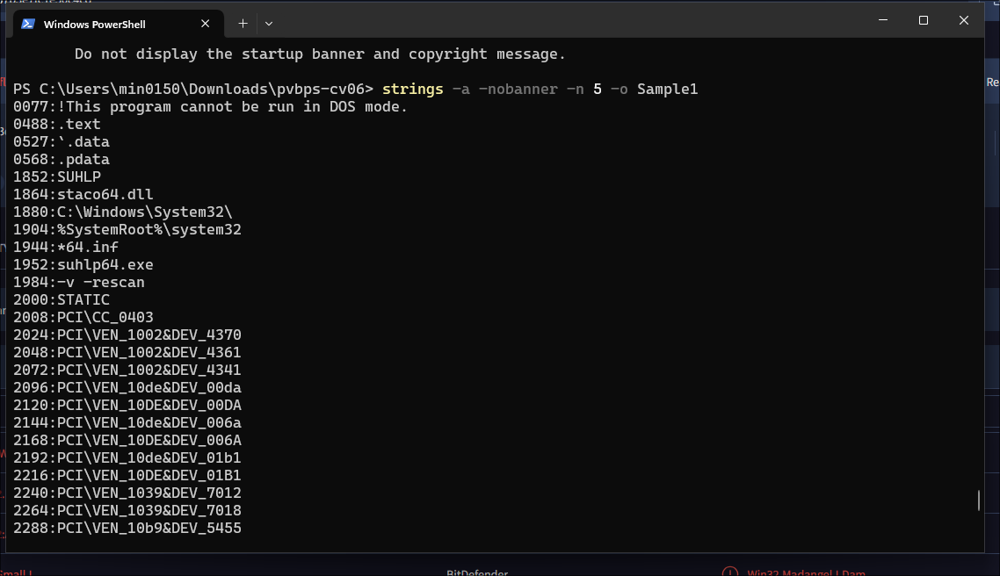 Windows PowerShell
Do not display the startup banner and copyright message.
PS C:\Users\min0150\Downloads\pvbps-cv06> strings -a -nobanner -n 5 -o Sample1
0077:!This program cannot be run in DOS mode.
0488:.text
0527:`.data
0568:.pdata
1852:SUHLP
1864:staco64.dll
1880:C:\Windows\System32\
1904:%SystemRoot%\system32
1944:*64.inf
1952:suhlp64.exe
1984:-v -rescan
2000:STATIC
2008:PCI\CC_0403
2024:PCI\VEN_1002&DEV_4370
2048:PCI\VEN_1002&DEV_4361
2072:PCI\VEN_1002&DEV_4341
2096:PCI\VEN_10de&DEV_00da
2120:PCI\VEN_10DE&DEV_00DA
2144:PCI\VEN_10de&DEV_006a
2168:PCI\VEN_10DE&DEV_006A
2192:PCI\VEN_10de&DEV_01b1
2216:PCI\VEN_10DE&DEV_01B1
2240:PCI\VEN_1039&DEV_7012
2264:PCI\VEN_1039&DEV_7018
2288:PCI\VEN_10b9&DEV_5455
Re
BitDefender
Win32.Madangel.I.Dam